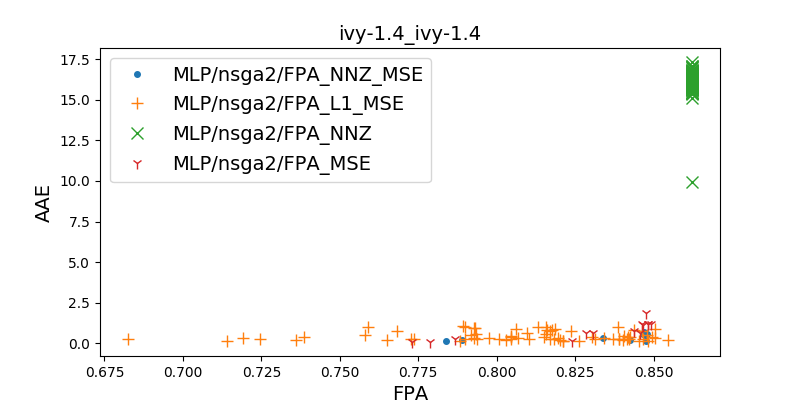 ivy-1.4_ivy-1.4
MLP/nsga2/FPA_NNZ_MSE
MLP/nsga2/FPA_L1_MSE
MLP/nsga2/FPA_NNZ
MLP/nsga2/FPA_MSE
AAE
17.5
15.0
12.5
10.0
7.5
5.0
2.5
0.0
0.675 0.700 0.725 0.750 0.775 0.800 0.825 0.850
FPA